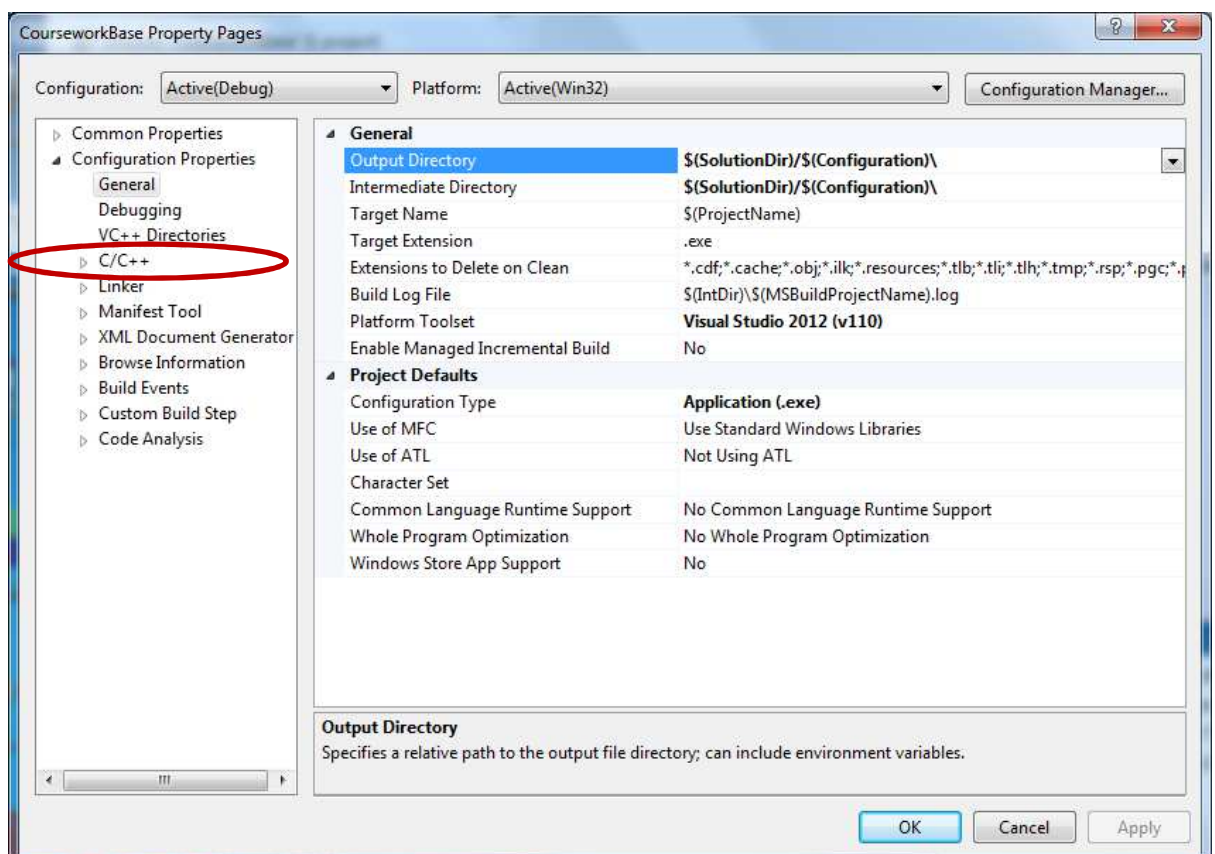 CourseworkBase Property Pages
Configuration: Active(Debug) Platform: Active(Win32) Configuration Manager...
Common Properties
Configuration Properties
General
Debugging
VC++ Directories
C/C++
Linker
Manifest Tool
XML Document Generator
Browse Information
Build Events
Custom Build Step
Code Analysis
General
Output Directory $(SolutionDir)/$(Configuration)\
Intermediate Directory $(SolutionDir)/$(Configuration)\
Target Name $(ProjectName)
Target Extension .exe
Extensions to Delete on Clean *.cdf;*.cache;*.obj;*.ilk;*.resources;*.tlb;*.tli;*.tlh;*.tmp;*.rsp;*.pgc;*.p
Build Log File $(IntDir)\$(MSBuildProjectName).log
Platform Toolset Visual Studio 2012 (v110)
Enable Managed Incremental Build No
Project Defaults
Configuration Type Application (.exe)
Use of MFC Use Standard Windows Libraries
Use of ATL Not Using ATL
Character Set
Common Language Runtime Support No Common Language Runtime Support
Whole Program Optimization No Whole Program Optimization
Windows Store App Support No
Output Directory
Specifies a relative path to the output file directory; can include environment variables.
OK Cancel Apply